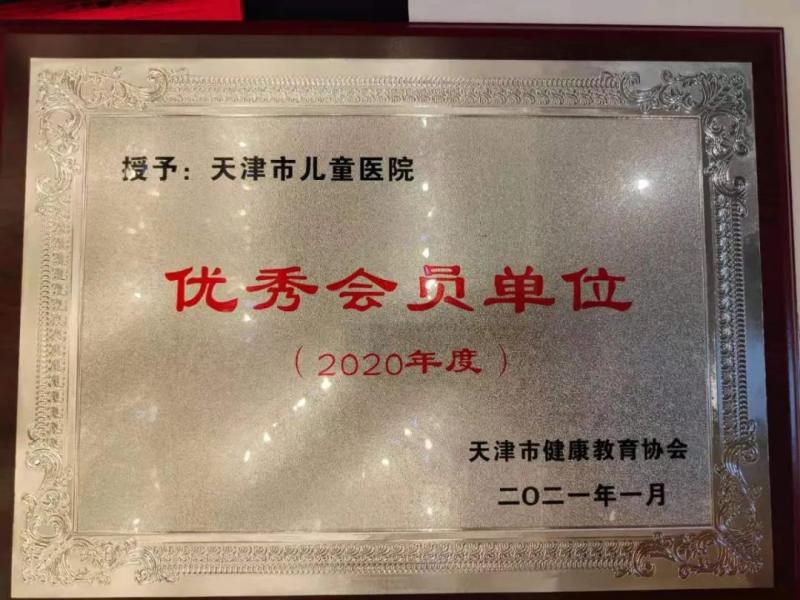 授予：天津市儿童医院
优秀会员单位
（2020年度）
天津市健康教育协会
二〇二一年一月